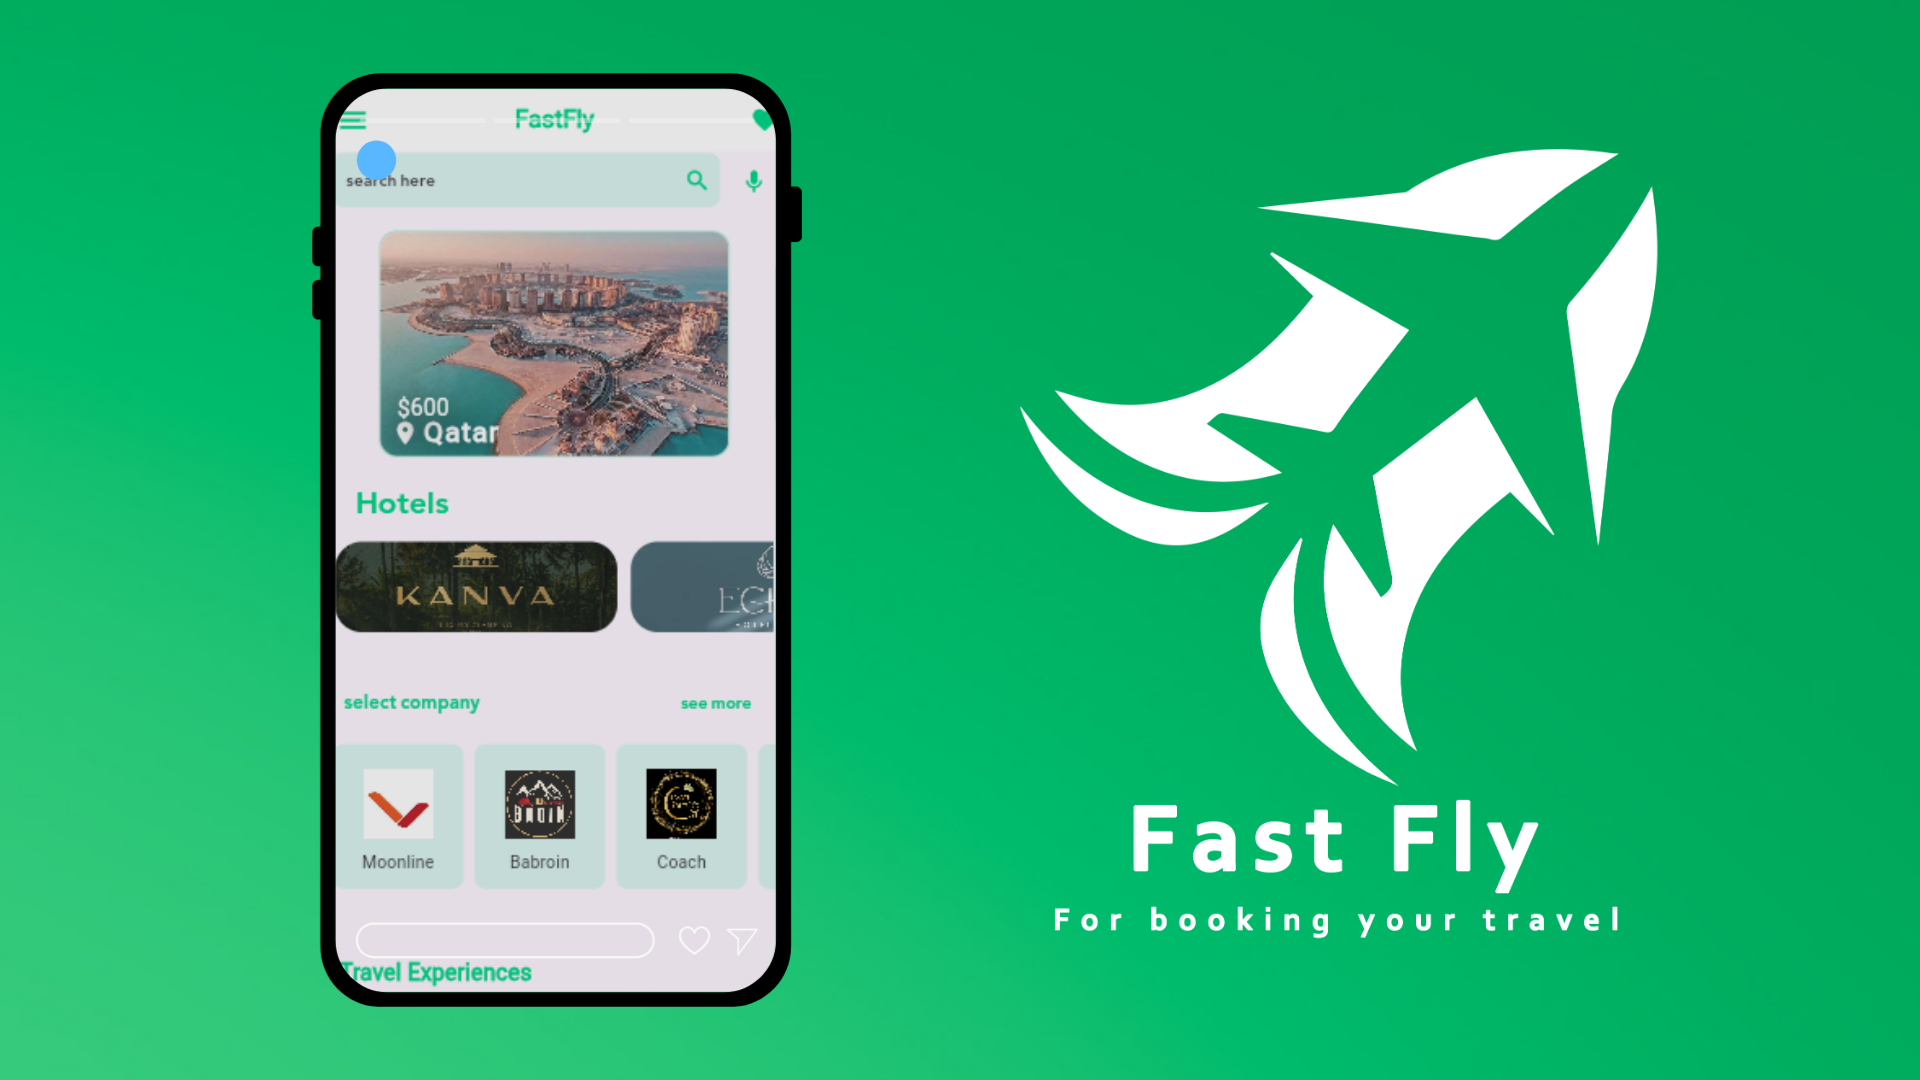 FastFly
search here
$600
Qatar
Hotels
KANVA
select company
see more
BABROIN
Moonline
Babroin
Coach
Travel Experiences
Fast Fly
For booking your travel